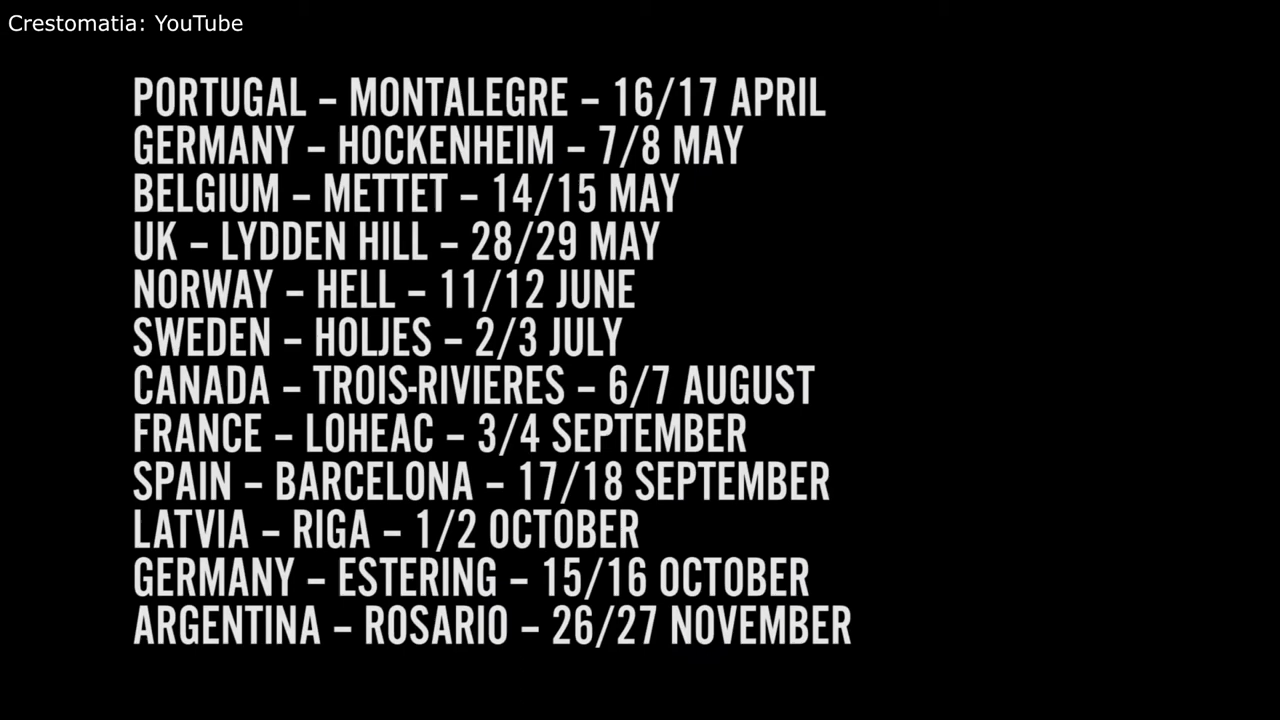 Crestomatia: YouTube
PORTUGAL – MONTALEGRE – 16/17 APRIL
GERMANY – HOCKENHEIM – 7/8 MAY
BELGIUM – METTET – 14/15 MAY
UK – LYDDEN HILL – 28/29 MAY
NORWAY – HELL – 11/12 JUNE
SWEDEN – HOLJES – 2/3 JULY
CANADA – TROIS-RIVIERES – 6/7 AUGUST
FRANCE – LOHEAC – 3/4 SEPTEMBER
SPAIN – BARCELONA – 17/18 SEPTEMBER
LATVIA – RIGA – 1/2 OCTOBER
GERMANY – ESTERING – 15/16 OCTOBER
ARGENTINA – ROSARIO – 26/27 NOVEMBER